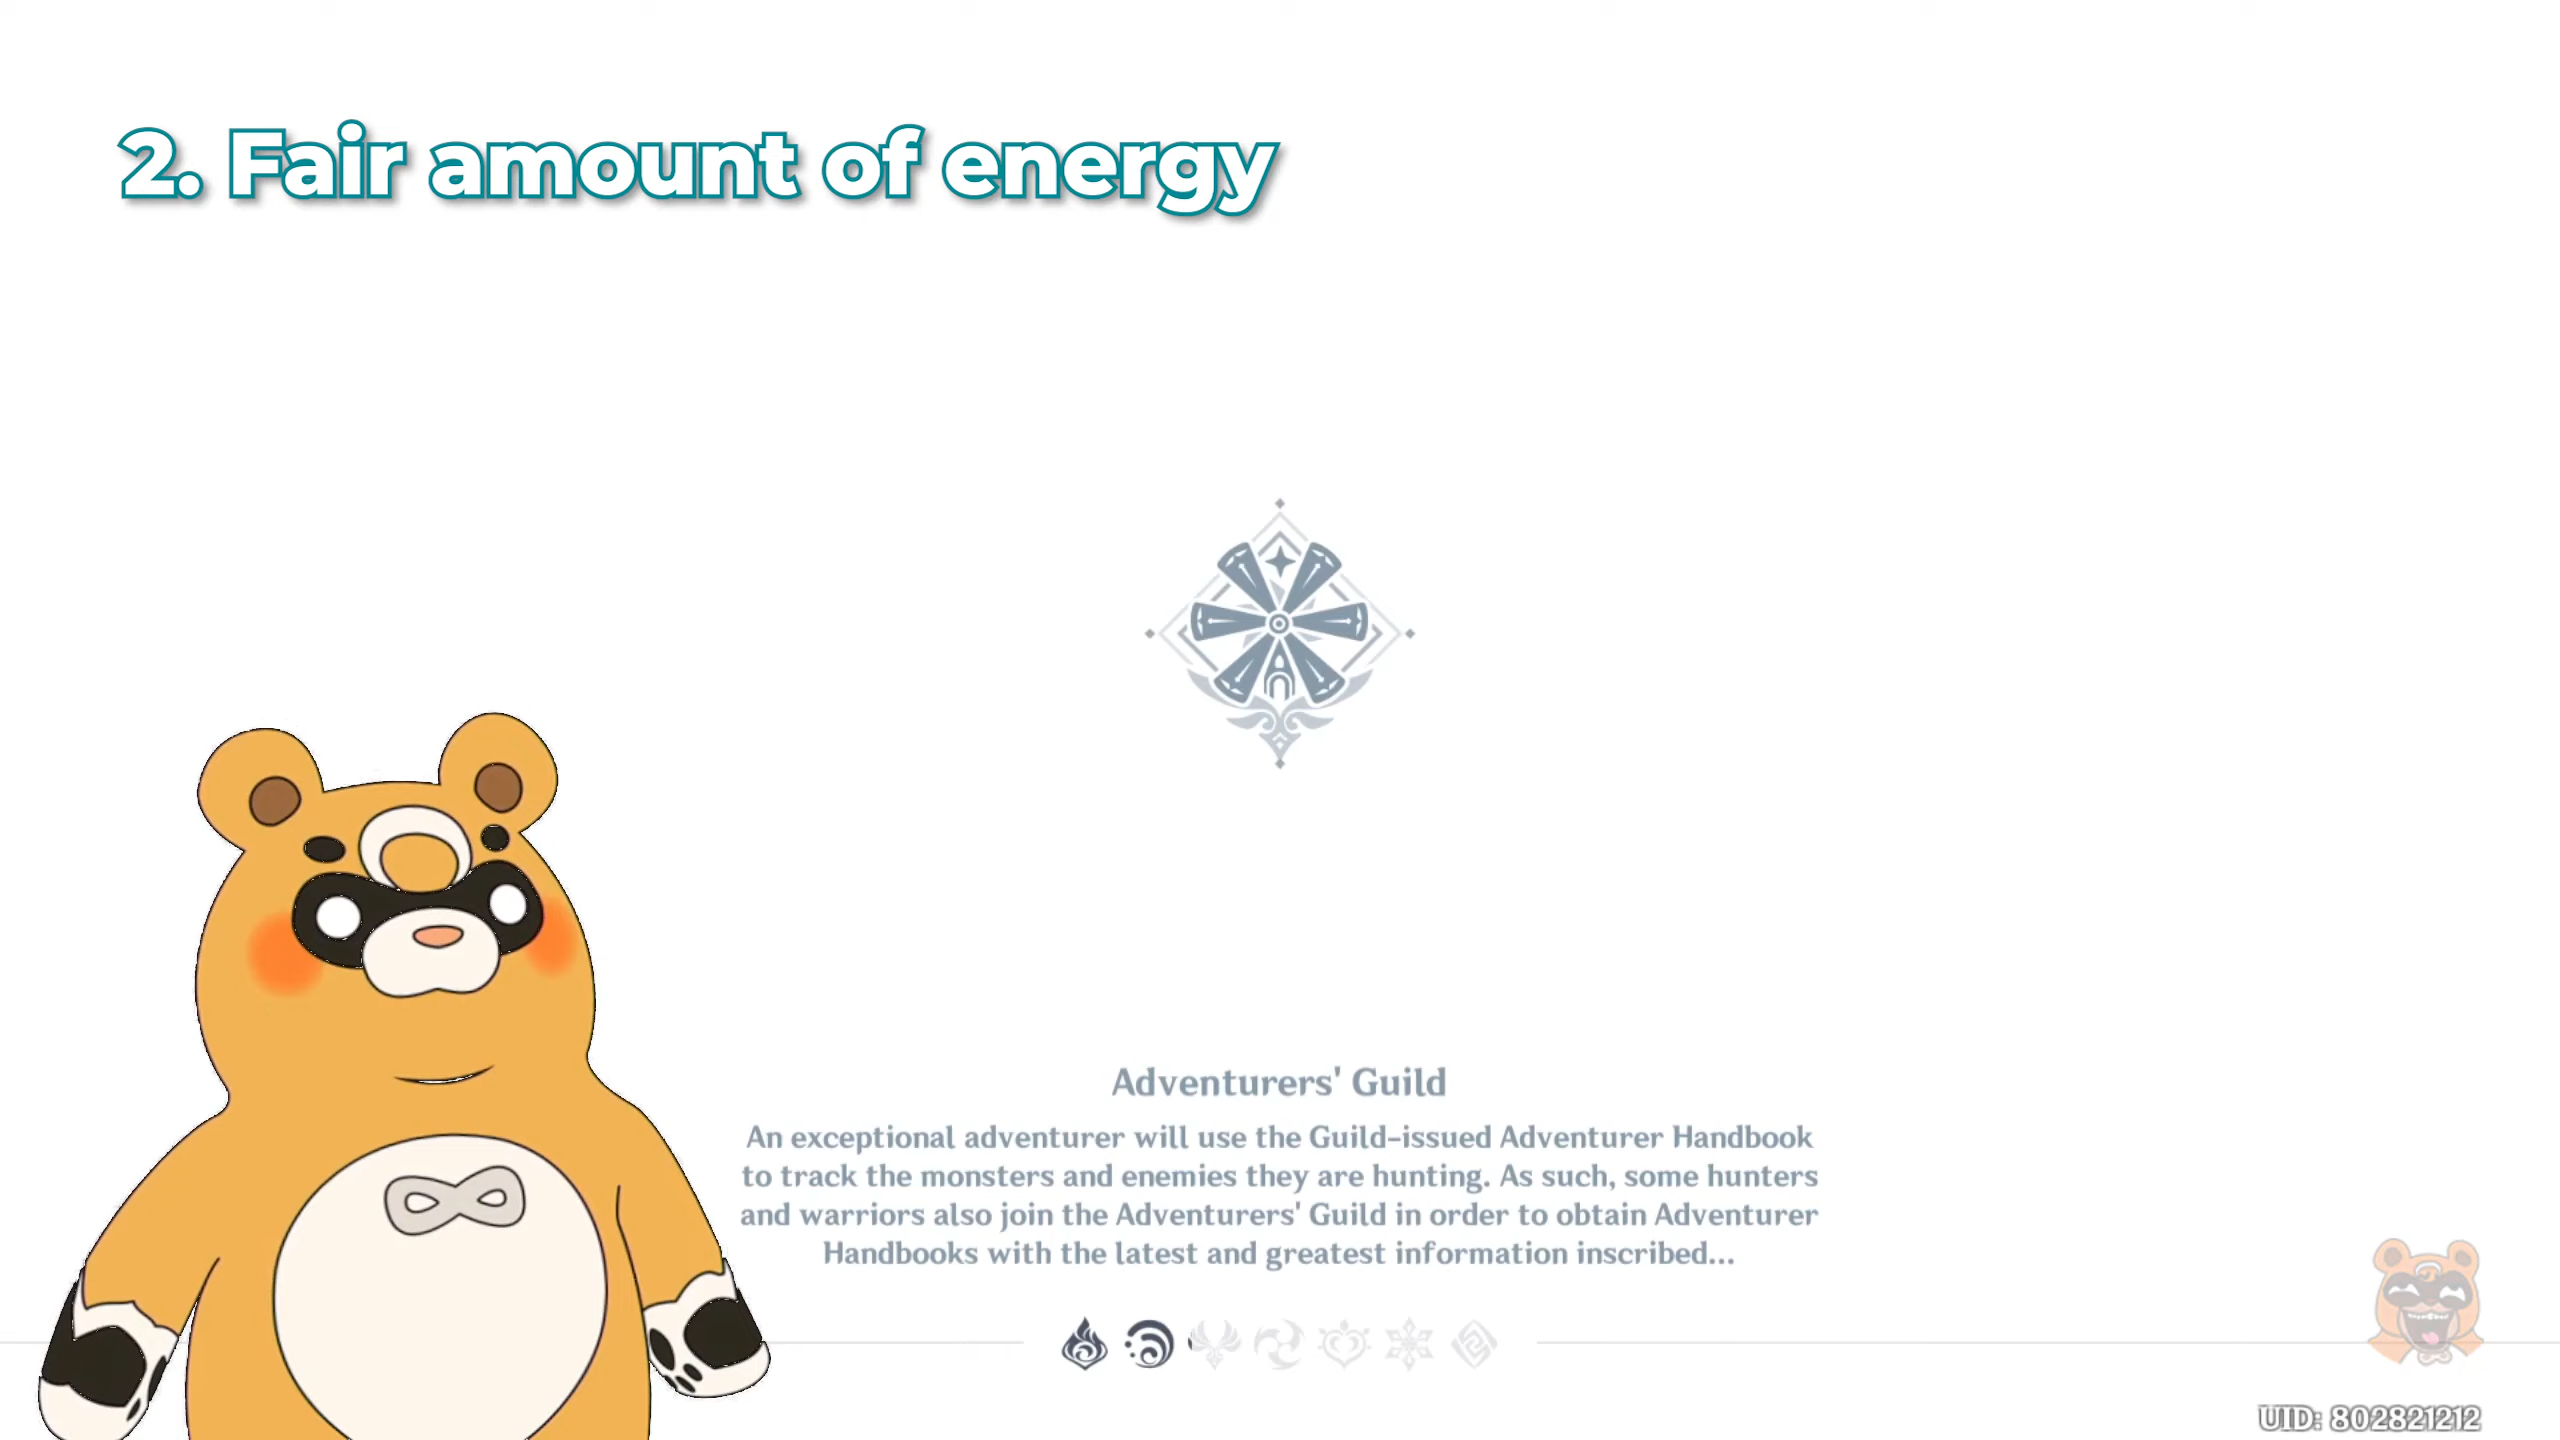 2. Fair amount of energy
Adventurers' Guild
An exceptional adventurer will use the Guild-issued Adventurer Handbook
to track the monsters and enemies they are hunting. As such, some hunters
and warriors also join the Adventurers' Guild in order to obtain Adventurer
Handbooks with the latest and greatest information inscribed...
UID: 802821212